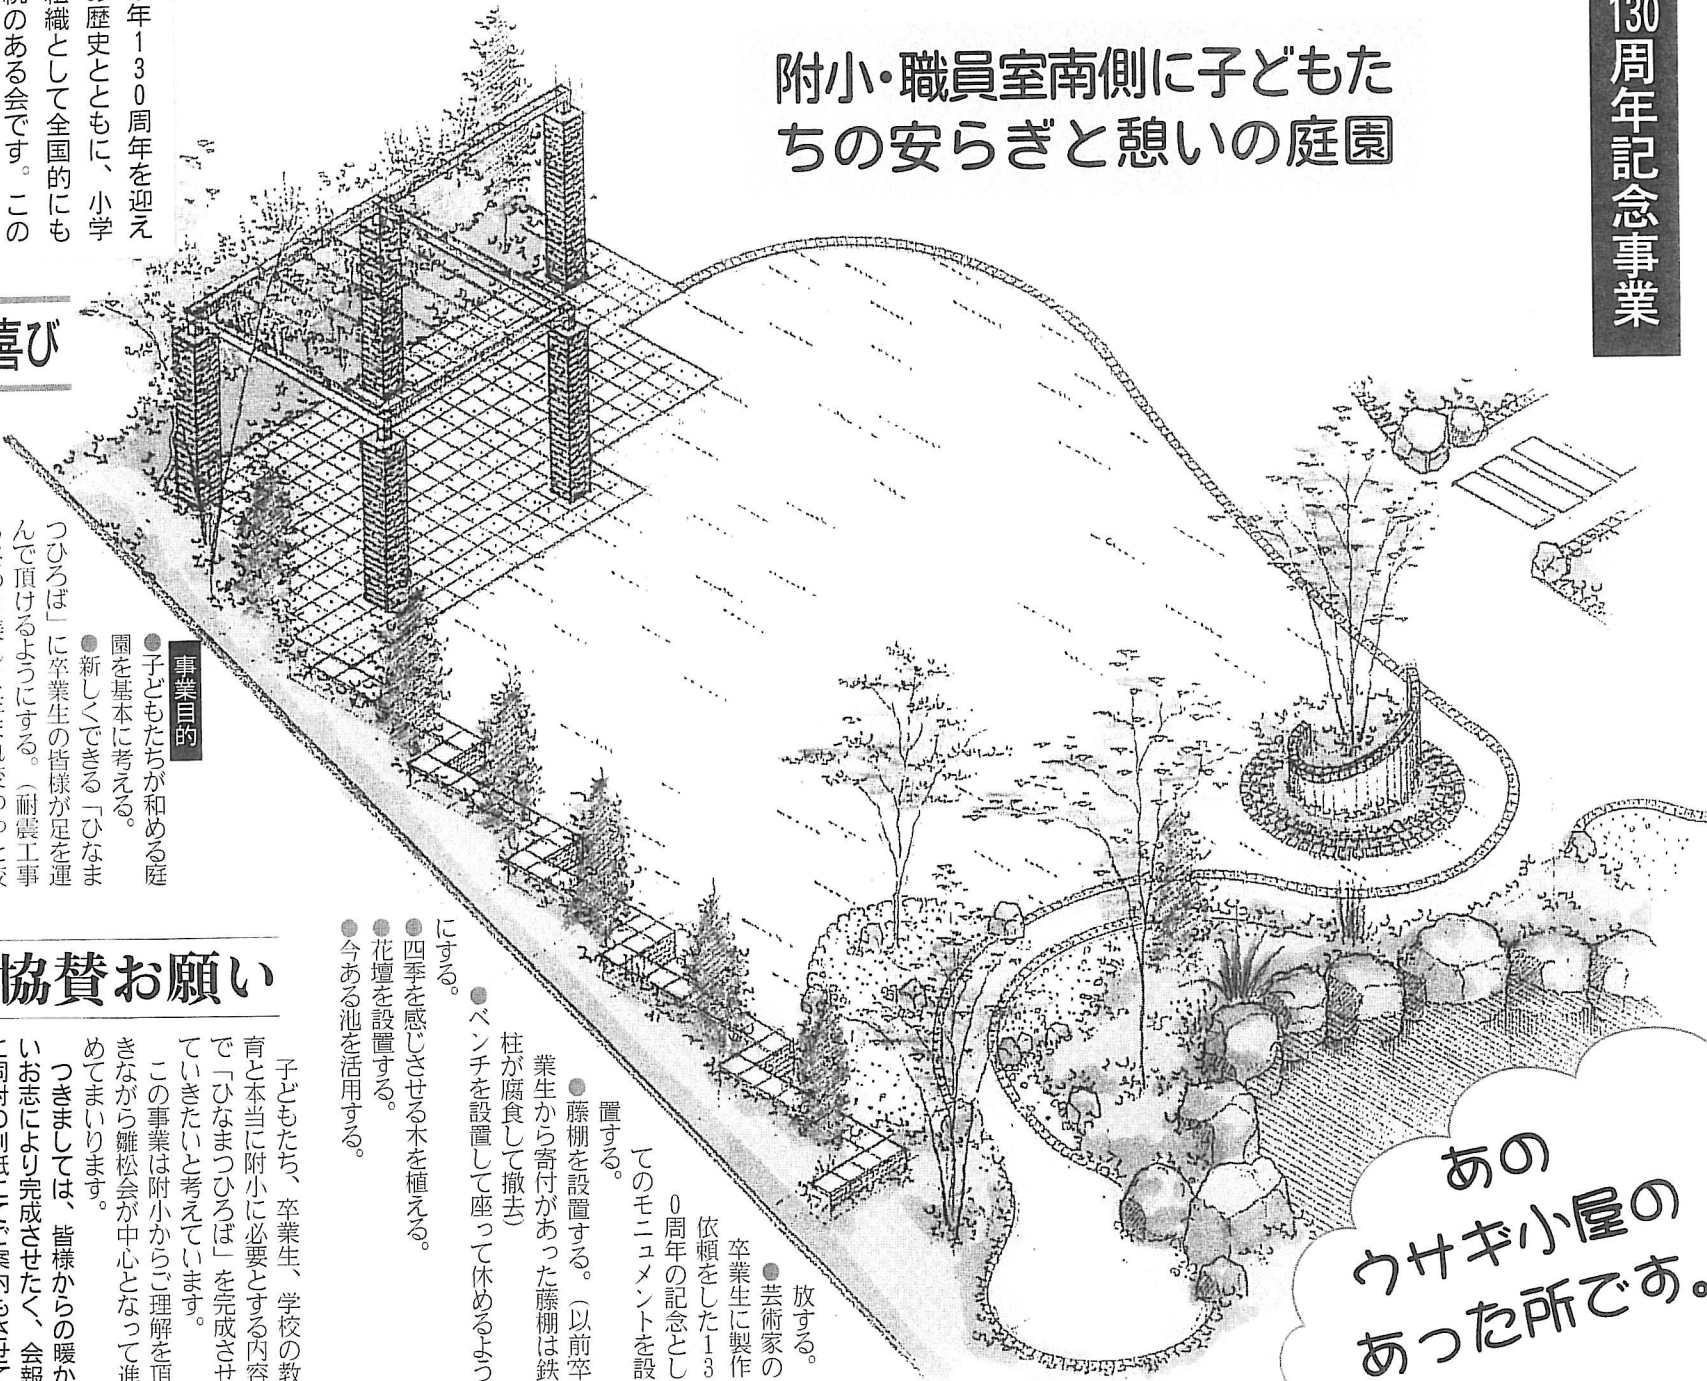 130周年記念事業
附小・職員室南側に子どもた
ちの安らぎと憩いの庭園
年130周年を迎え
歴史とともに、小学
組織として全国的にも
統のある会です。この
喜び
事業目的
●子どもたちが和める庭
園を基本に考える。
●新しくできる「ひなま
つひろば」に卒業生の皆様が足を運
んで頂けるようにする。（耐震工事
放する。
●芸術家の
卒業生に製作
依頼をした13
0周年の記念とし
てのモニュメントを設
置する。
●藤棚を設置する。（以前卒
業生から寄付があった藤棚は鉄
柱が腐食して撤去）
●ベンチを設置して座って休めるよう
にする。
●四季を感じさせる木を植える。
●花壇を設置する。
●今ある池を活用する。
協賛お願い
子どもたち、卒業生、学校の教
育と本当に附小に必要とする内容
で「ひなまつひろば」を完成させ
ていきたいと考えています。
この事業は附小からご理解を頂
きながら雛松会が中心となって進
めてまいります。
つきましては、皆様からの暖か
いお志により完成させたく、会報
あの
ウサギ小屋の
あった所です。